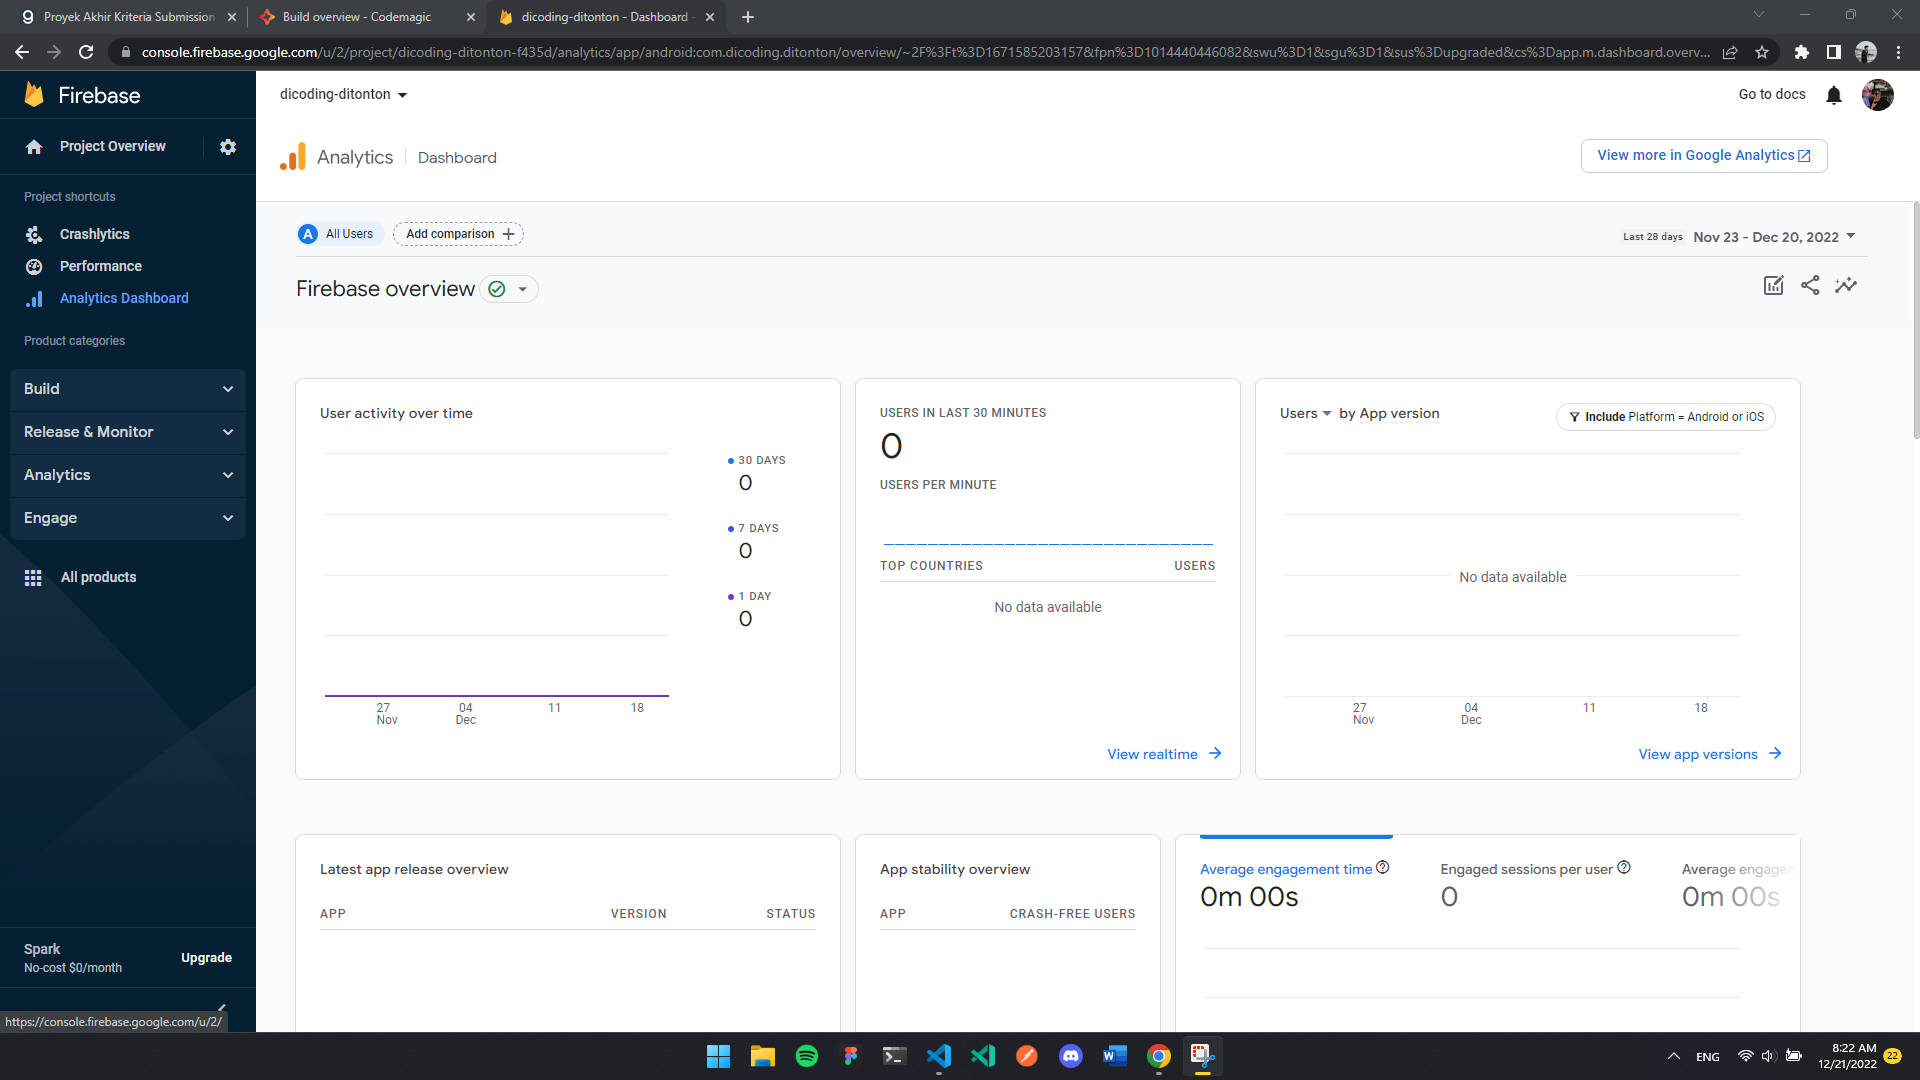 Proyek Akhir Kriteria Submission
Build overview - Codemagic
dicoding-ditonton - Dashboard -
console.firebase.google.com/u/2/project/dicoding-ditonton-f435d/analytics/app/android:com.dicoding.ditonton/overview/~2F%3Ft%3D1671585203157&fpn%3D1014440446082&swu%3D1&sgu%3D1&sus%3Dupgraded&cs%3Dapp.m.dashboard.overv...
Firebase
dicoding-ditonton
Go to docs
Project Overview
Analytics
Dashboard
View more in Google Analytics
Project shortcuts
Crashlytics
Performance
Analytics Dashboard
Product categories
Build
Release & Monitor
Analytics
Engage
All products
Spark
No-cost $0/month
Upgrade
https://console.firebase.google.com/u/2/
A All Users
Add comparison
Last 28 days Nov 23 - Dec 20, 2022
Firebase overview
User activity over time
30 DAYS
0
7 DAYS
0
1 DAY
0
27 04 11 18
Nov Dec
USERS IN LAST 30 MINUTES
0
USERS PER MINUTE
TOP COUNTRIES USERS
No data available
View realtime
Users by App version
Include Platform = Android or iOS
No data available
27 04 11 18
Nov Dec
View app versions
Latest app release overview
APP VERSION STATUS
App stability overview
APP CRASH-FREE USERS
Average engagement time
0m 00s
Engaged sessions per user
0
Average engagem
0m 00s
ENG
8:22 AM
12/21/2022
22